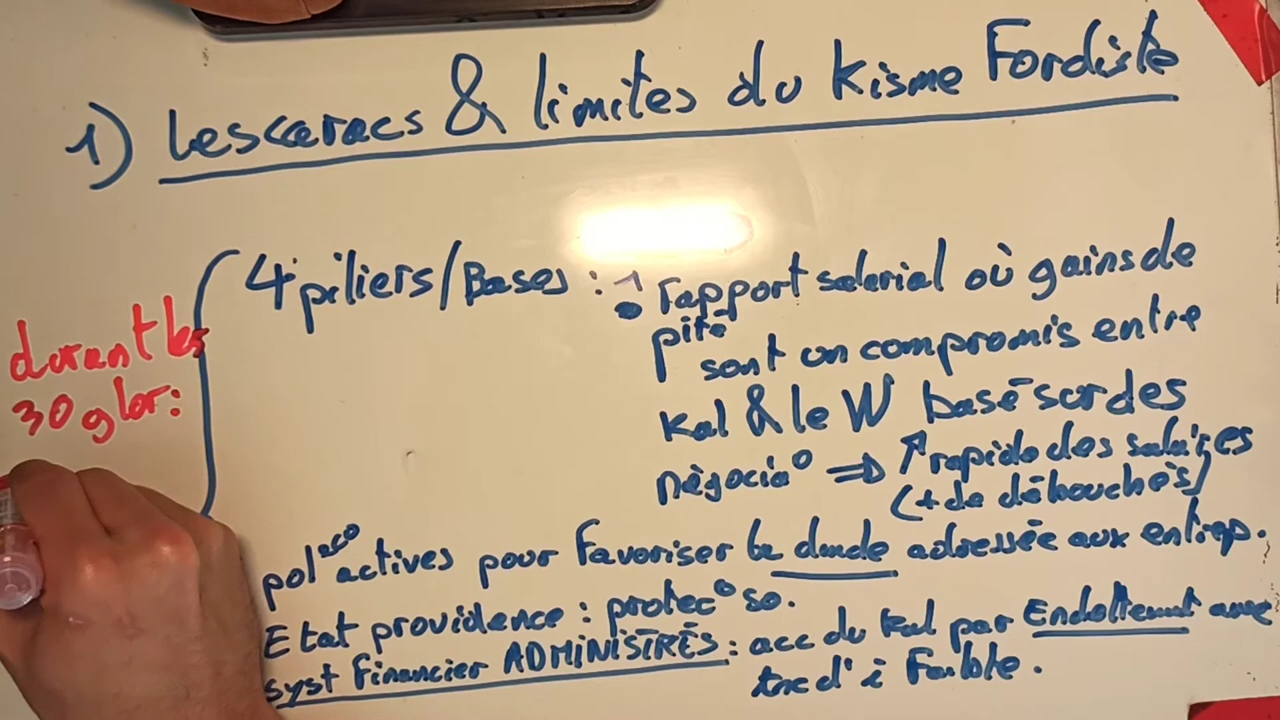 1) Les caracs & limites du kisme Fordiste
durant les
30 glor:
4 piliers/Bases : 1 rapport salarial où gains de
pité sont un compromis entre
kal & le W basé sur des
négocia° => ↑ rapide des salaires
(+ de débouchés)
pol eco actives pour favoriser la dmde adressée aux entrep.
Etat providence : protec° so.
syst Financier ADMINISTRÉS : acc du kal par Endettement avec
tx d'i Faible.